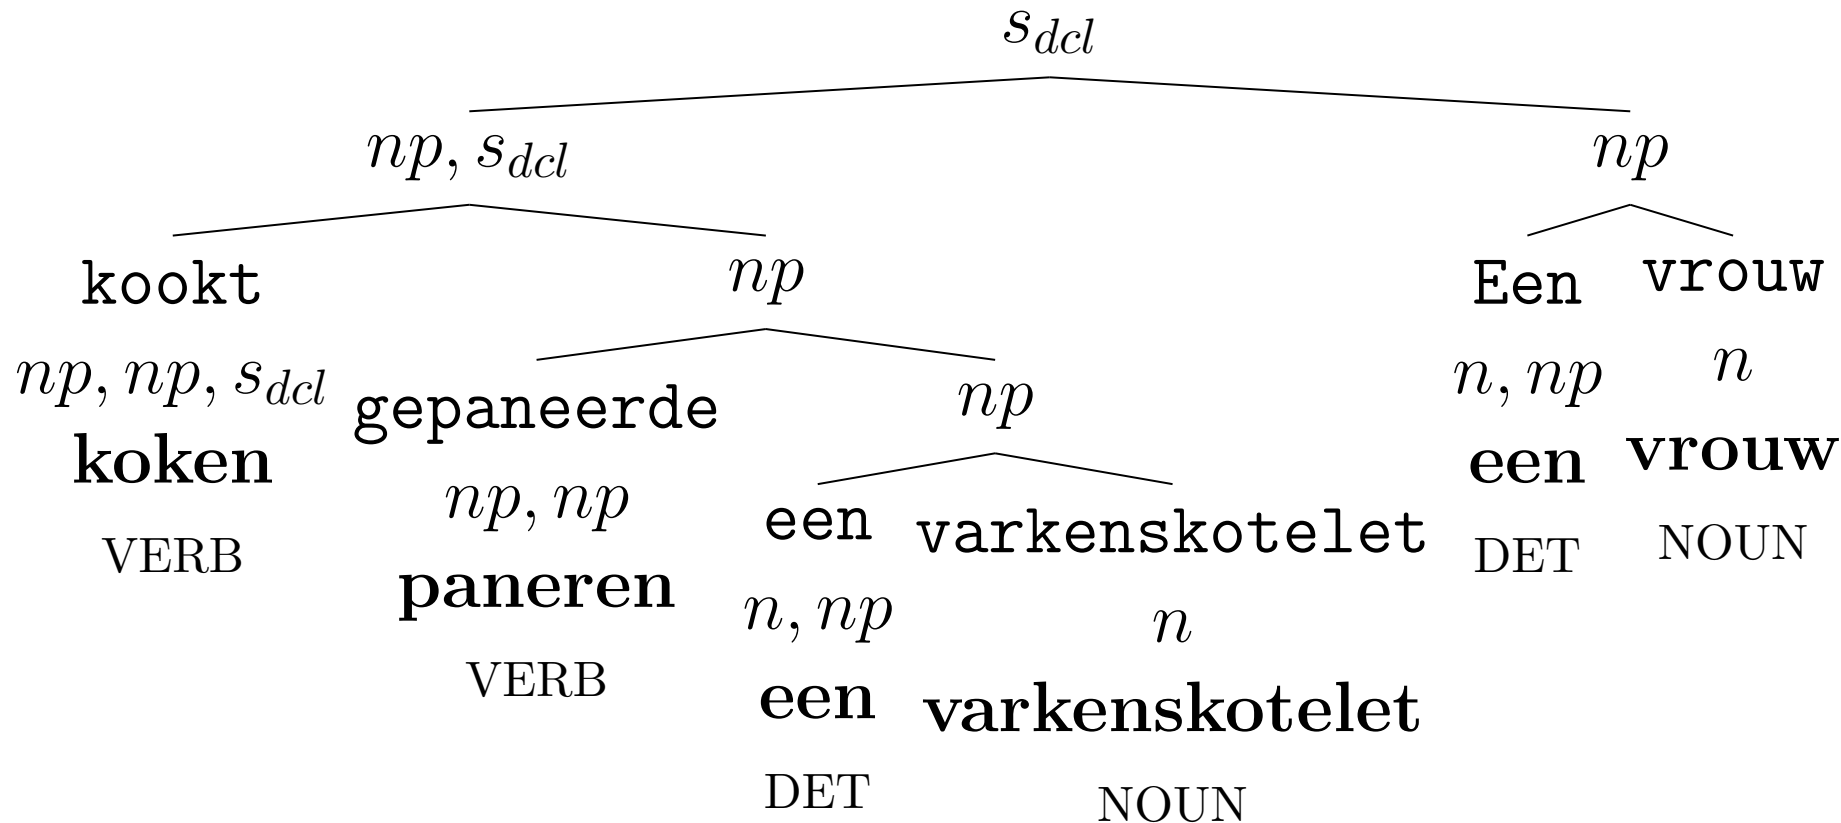 s_dcl
np, s_dcl np
kookt np Een vrouw
np, np, s_dcl gepaneerde np n, np n
koken np, np een varkenskotelet een vrouw
VERB paneren n, np n DET NOUN
VERB een varkenskotelet
DET NOUN